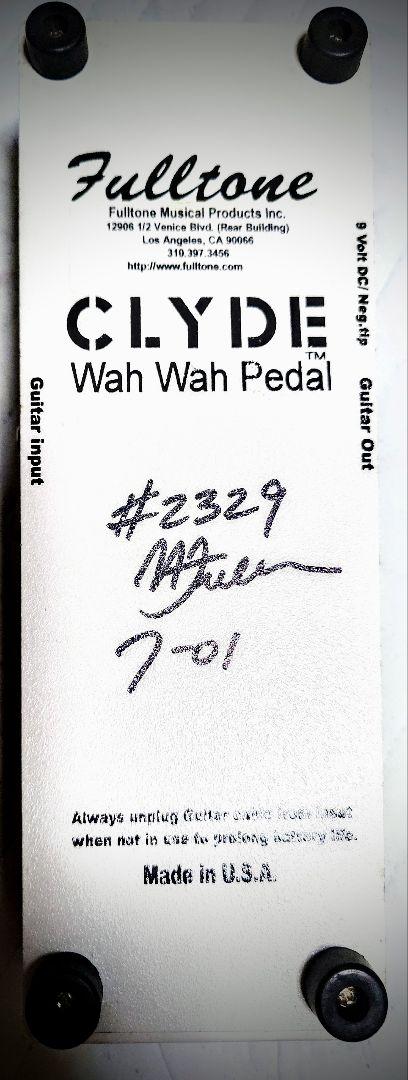 Fulltone
Fulltone Musical Products Inc.
12906 1/2 Venice Blvd. (Rear Building)
Los Angeles, CA 90066
310.397.3456
http://www.fulltone.com
9 Volt DC/ Neg.tip
CLYDE
TM
Wah Wah Pedal
Guitar input
Guitar Out
#2329
7-01
Always unplug Guitar cable from input
when not in use to prolong battery life.
Made in U.S.A.